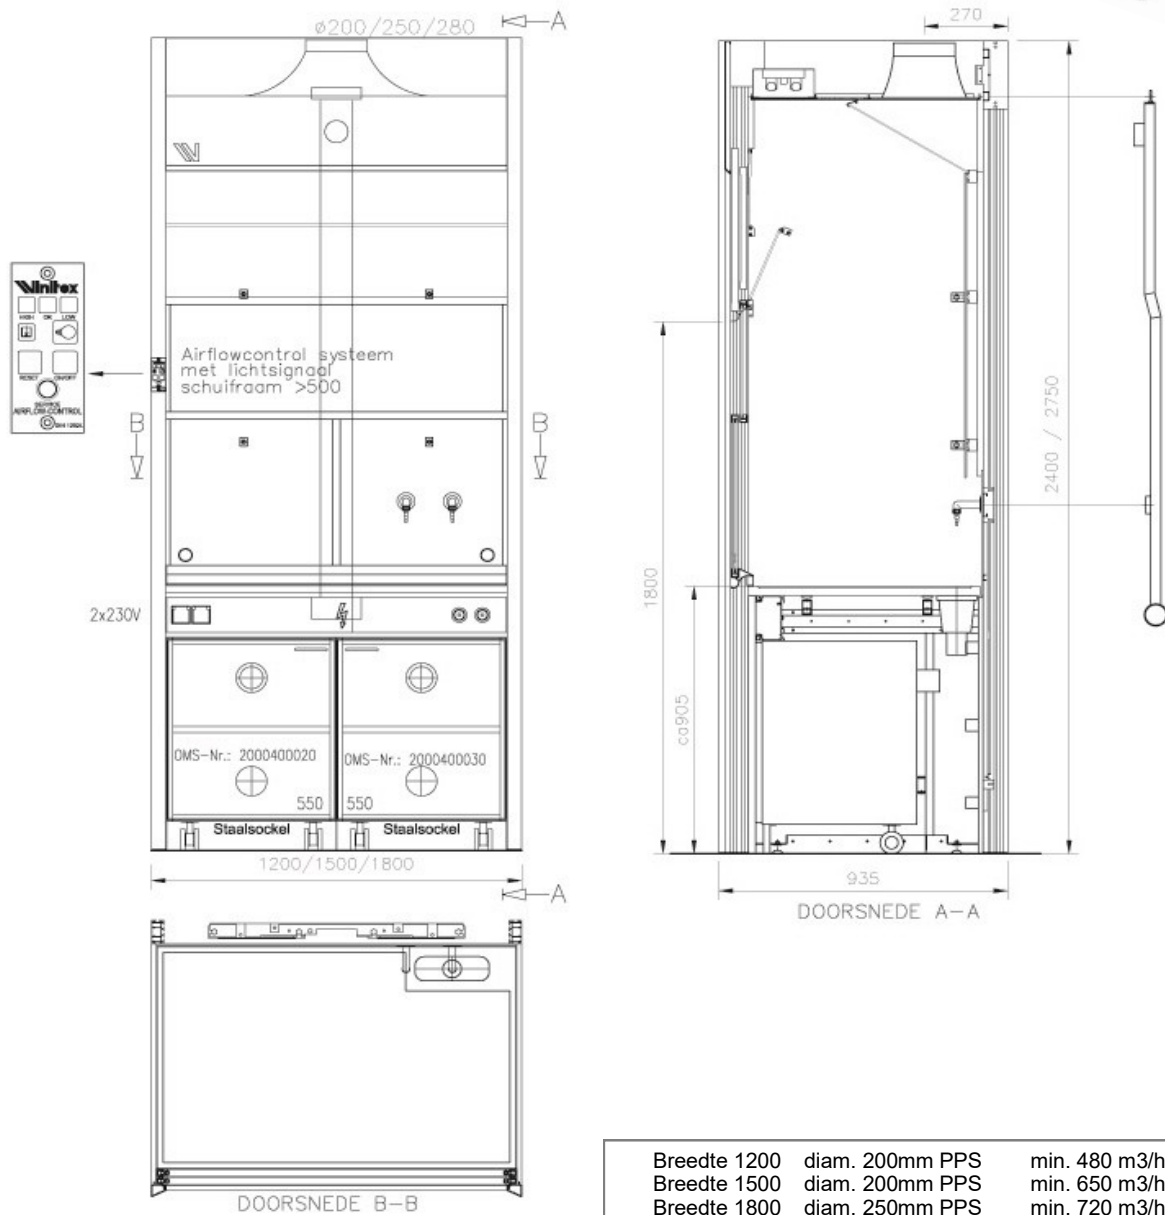 ø200/250/280
A
270
Winitex
HIGH OK LOW
RESET ON/OFF
SERVICE
AIRFLOW-CONTROL
Airflowcontrol systeem
met lichtsignaal
schuifraam >500
B
B
2x230V
OMS-Nr.: 2000400020
OMS-Nr.: 2000400030
550
550
Staalsockel
Staalsockel
1200/1500/1800
A
1800
ca905
2400 / 2750
935
DOORSNEDE A-A
DOORSNEDE B-B
Breedte 1200 diam. 200mm PPS min. 480 m3/h
Breedte 1500 diam. 200mm PPS min. 650 m3/h
Breedte 1800 diam. 250mm PPS min. 720 m3/h